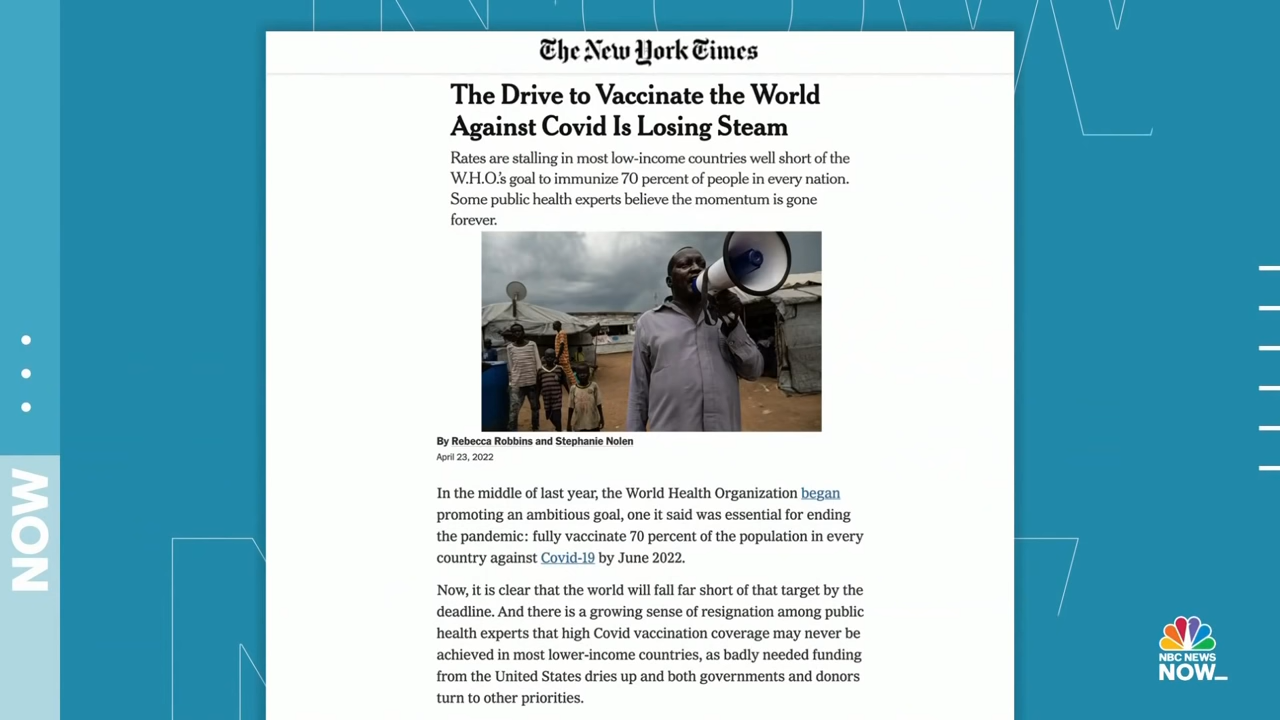 The New York Times
The Drive to Vaccinate the World
Against Covid Is Losing Steam
Rates are stalling in most low-income countries well short of the
W.H.O.'s goal to immunize 70 percent of people in every nation.
Some public health experts believe the momentum is gone
forever.
By Rebecca Robbins and Stephanie Nolen
April 23, 2022
In the middle of last year, the World Health Organization began
promoting an ambitious goal, one it said was essential for ending
the pandemic: fully vaccinate 70 percent of the population in every
country against Covid-19 by June 2022.
Now, it is clear that the world will fall far short of that target by the
deadline. And there is a growing sense of resignation among public
health experts that high Covid vaccination coverage may never be
achieved in most lower-income countries, as badly needed funding
from the United States dries up and both governments and donors
turn to other priorities.
NOW
NBC NEWS
NOW_